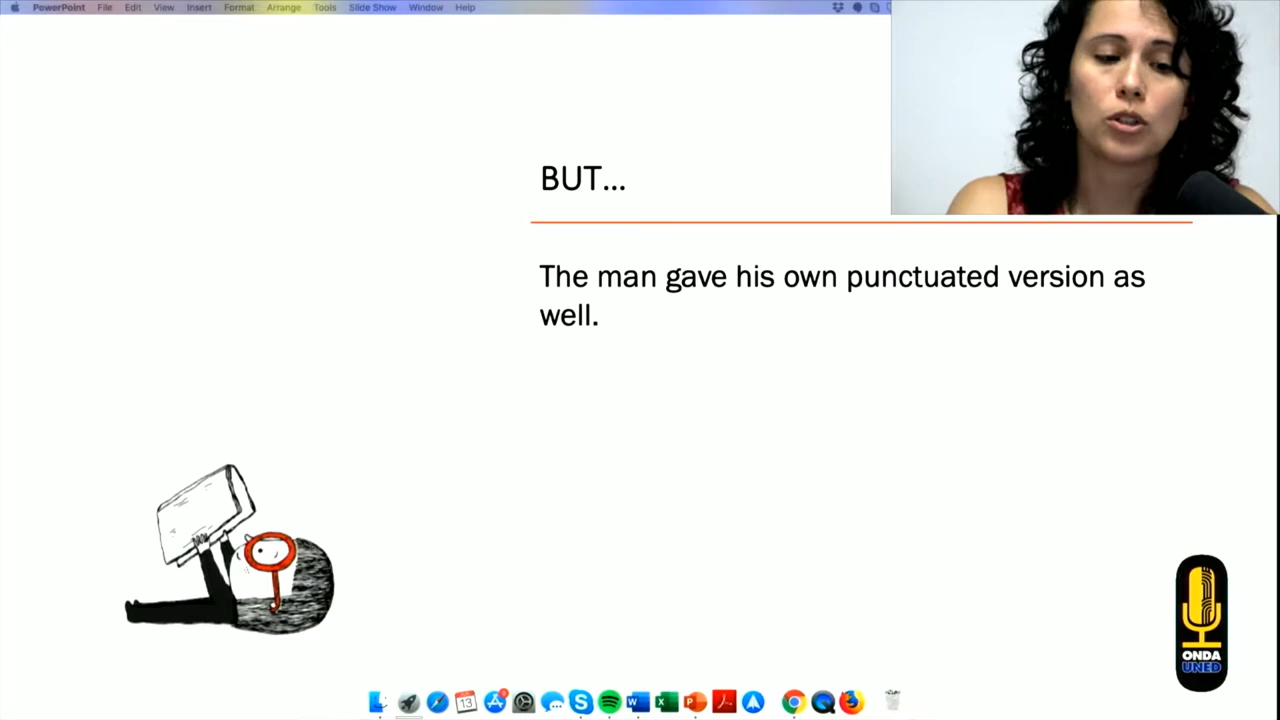 PowerPoint File Edit View Insert Format Arrange Tools Slide Show Window Help
BUT...
The man gave his own punctuated version as
well.
ONDA
UNED
13